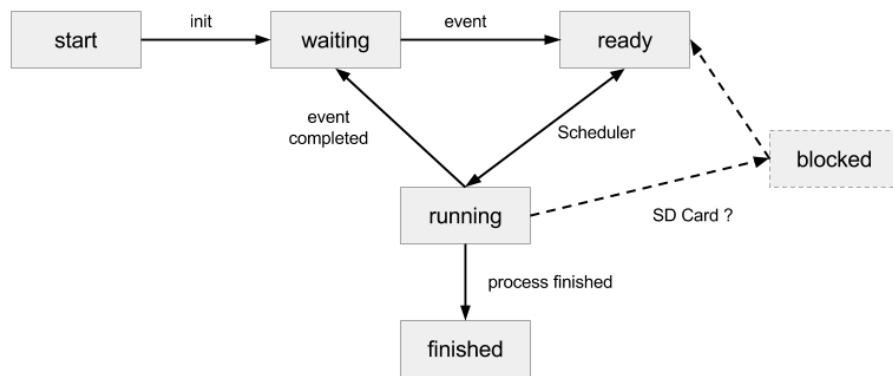 init
event
start
waiting
ready
event
completed
Scheduler
blocked
running
SD Card ?
process finished
finished